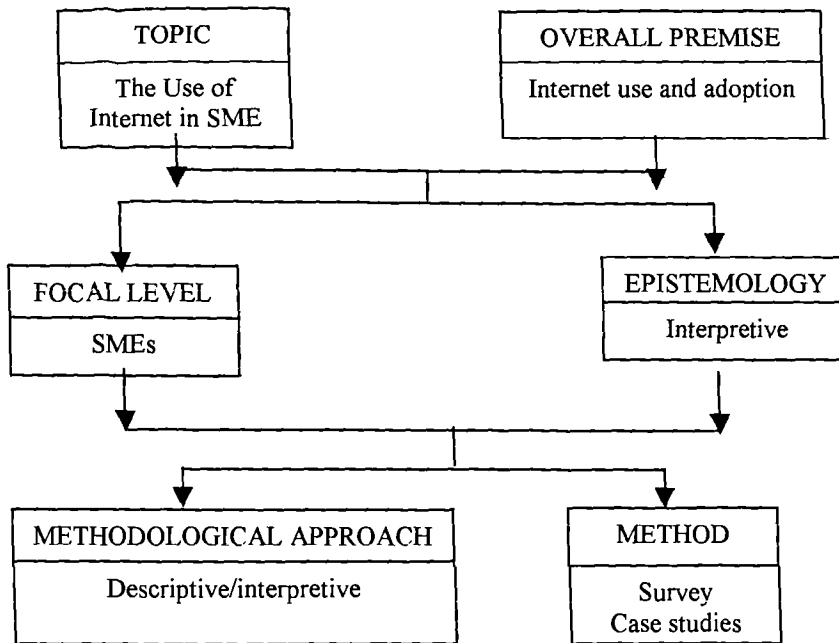 TOPIC
The Use of
Internet in SME
OVERALL PREMISE
Internet use and adoption
FOCAL LEVEL
SMEs
EPISTEMOLOGY
Interpretive
METHODOLOGICAL APPROACH
Descriptive/interpretive
METHOD
Survey
Case studies